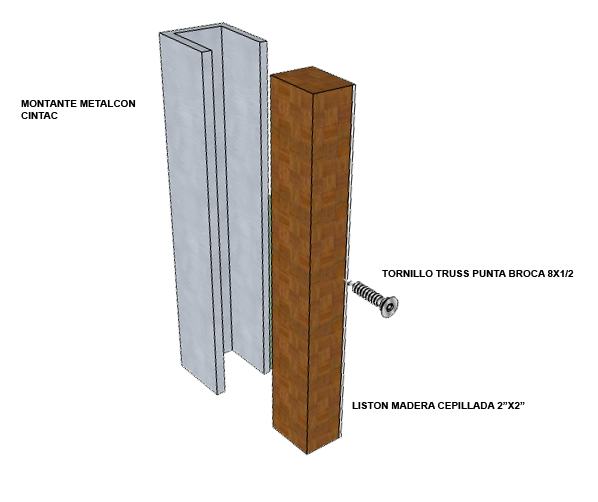 MONTANTE METALCON
CINTAC
TORNILLO TRUSS PUNTA BROCA 8X1/2
LISTON MADERA CEPILLADA 2”X2”